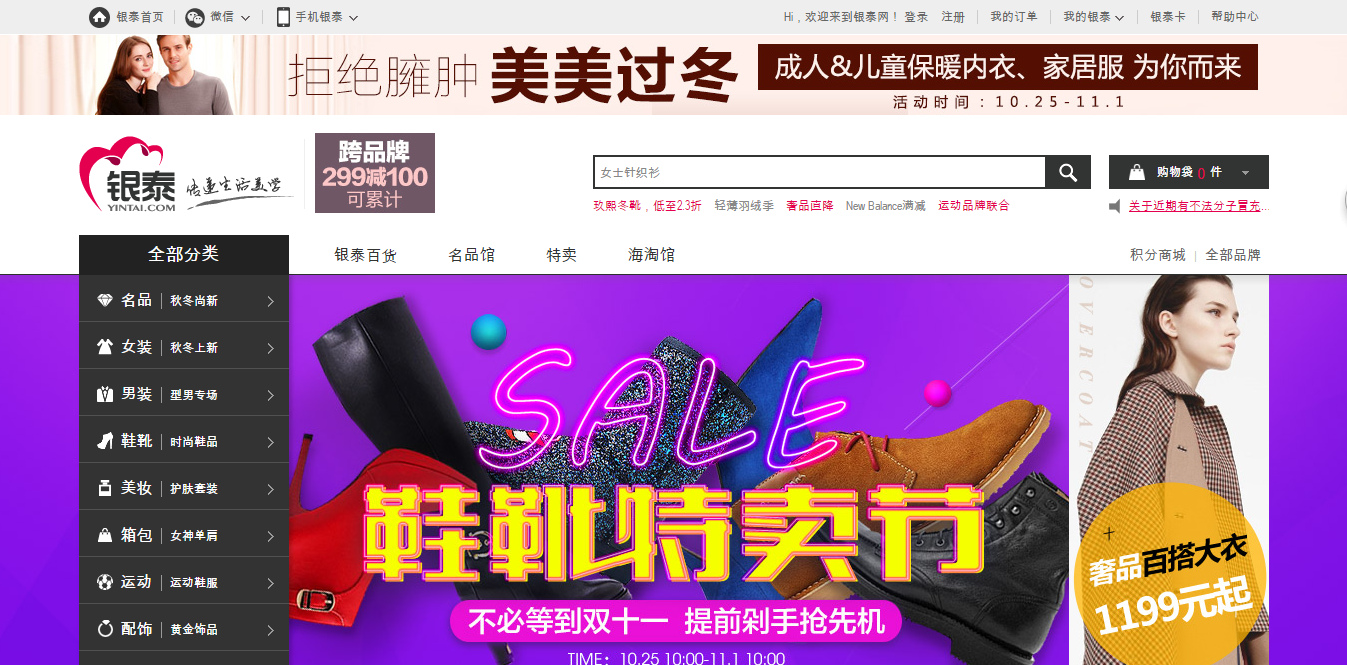 银泰首页 微信 手机银泰 Hi，欢迎来到银泰网！ 登录 注册 我的订单 我的银泰 银泰卡 帮助中心
拒绝臃肿 美美过冬 成人&儿童保暖内衣、家居服 为你而来
活动时间：10.25-11.1
银泰
YINTAI.COM
传递生活美学
跨品牌
299减100
可累计
女士针织衫
购物袋 0 件
玖熙冬靴，低至2.3折 轻薄羽绒季 奢品直降 New Balance满减 运动品牌联合
关于近期有不法分子冒充...
全部分类 银泰百货 名品馆 特卖 海淘馆 积分商城 全部品牌
名品 秋冬尚新
女装 秋冬上新
男装 型男专场
鞋靴 时尚鞋品
美妆 护肤套装
箱包 女神单肩
运动 运动鞋服
配饰 黄金饰品
SALE
鞋靴特卖节
不必等到双十一 提前剁手抢先机
TIME：10.25 10:00-11.1 10:00
OVERCOAT
奢品百搭大衣
1199元起